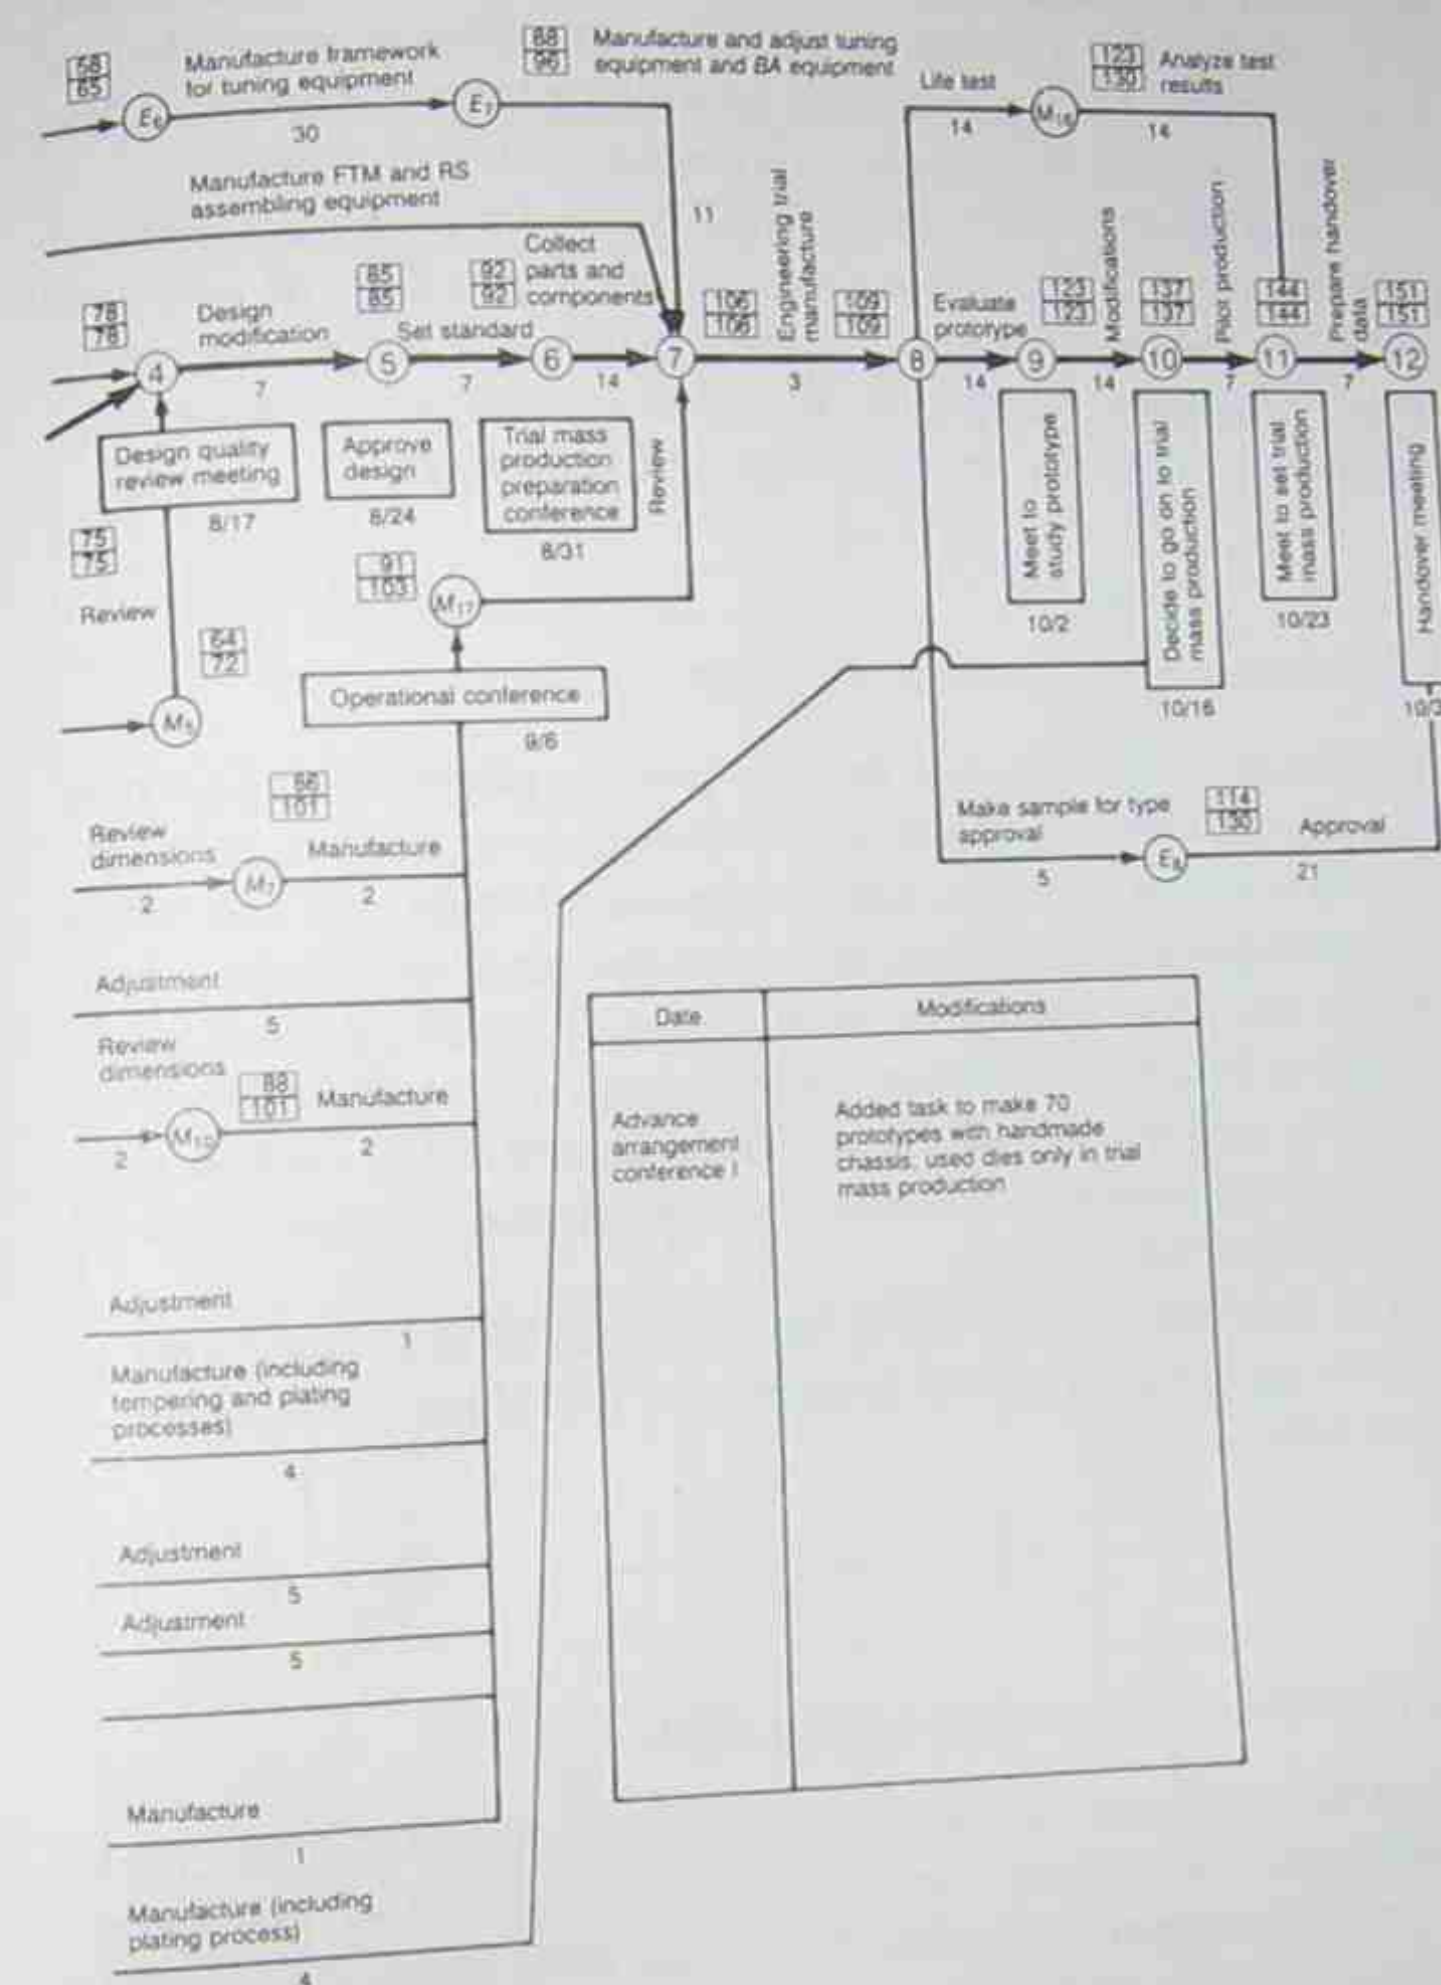 58
65
Manufacture framework
for tuning equipment
E6
30
88
96
Manufacture and adjust tuning
equipment and BA equipment
E7
11
Life test
14
M16
123
130
Analyze test
results
14
Manufacture FTM and RS
assembling equipment
78
78
4
Design
modification
7
85
85
5
Set standard
7
92
92
6
Collect
parts and
components
14
7
106
106
Engineering trial
manufacture
3
109
109
8
Evaluate
prototype
14
123
123
9
Modifications
14
137
137
10
Pilot production
7
144
144
11
Prepare handover
data
7
151
151
12
Design quality
review meeting
8/17
Approve
design
8/24
Trial mass
production
preparation
conference
8/31
Review
Meet to
study prototype
10/2
Decide to go on to trial
mass production
10/16
Meet to set trial
mass production
10/23
Handover meeting
75
75
Review
64
72
M5
91
103
M17
Operational conference
9/6
Make sample for type
approval
5
E8
114
130
Approval
21
Review
dimensions
2
M7
101
Manufacture
2
Adjustment
5
Review
dimensions
2
88
101
Manufacture
2
Adjustment
1
Manufacture (including
tempering and plating
processes)
4
Adjustment
5
Adjustment
5
Manufacture
1
Manufacture (including
plating process)
4
Date
Modifications
Advance
arrangement
conference I
Added task to make 70
prototypes with handmade
chassis; used dies only in trial
mass production